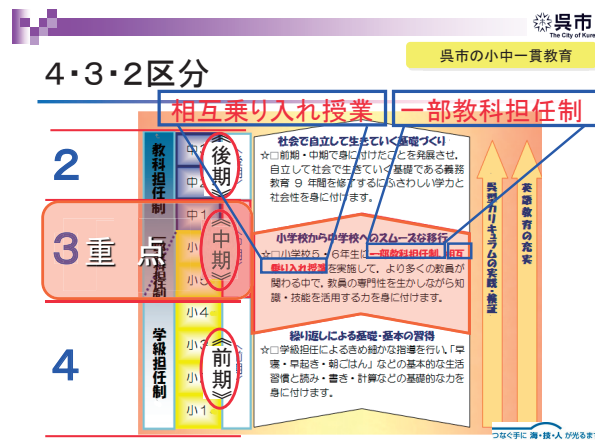 呉市
The City of Kure
呉市の小中一貫教育
4・3・2区分
相互乗り入れ授業
一部教科担任制
2
3
重点
4
教科担任制
学級担任制
中2
中1
小5
小4
小3
小1
《後期》
《中期》
《前期》
社会で自立して生きていく基礎づくり
☆□前期・中期で身に付けたことを発展させ,
自立して社会で生きていく基礎である義務
教育 9 年間を修了するにふさわしい学力と
社会性を身に付けます。
小学校から中学校へのスムーズな移行
☆□小学校5・6年生に一部教科担任制,相互
乗り入れ授業を実施して,より多くの教員が
関わる中で,教員の専門性を生かしながら知
識・技能を活用する力を身に付けます。
繰り返しによる基礎・基本の習得
☆□学級担任によるきめ細かな指導を行い,「早
寝・早起き・朝ごはん」などの基本的な生活
習慣と読み・書き・計算などの基礎的な力を
身に付けます。
呉型カリキュラムの実践・検証
英語教育の充実
つなぐ手に 海・技・人 が光るまち